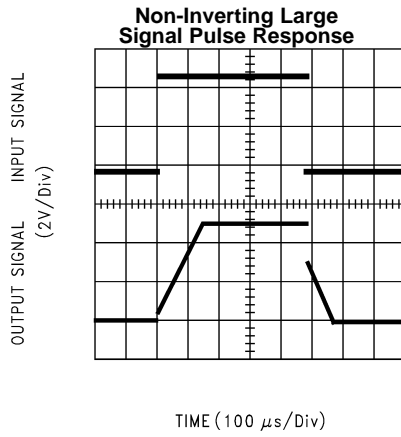 Non-Inverting Large
Signal Pulse Response
INPUT SIGNAL
OUTPUT SIGNAL
(2V/Div)
TIME (100 μs/Div)